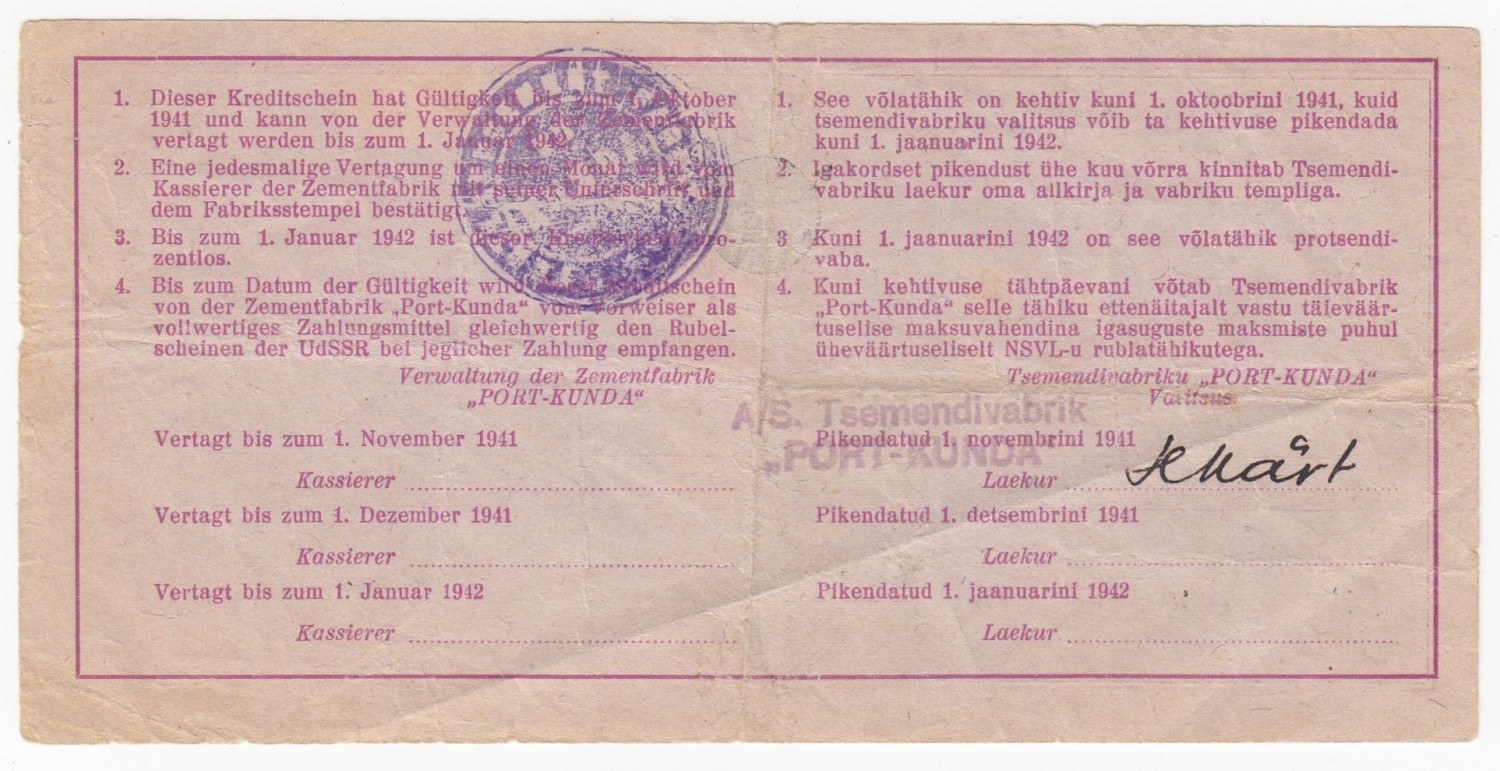 1. Dieser Kreditschein hat Gültigkeit bis zum 1. Oktober
1941 und kann von der Verwaltung der Zementfabrik
vertagt werden bis zum 1. Januar 1942.
2. Eine jedesmalige Vertagung um einen Monat wird vom
Kassierer der Zementfabrik mit seiner Unterschrift und
dem Fabriksstempel bestätigt.
3. Bis zum 1. Januar 1942 ist dieser Kreditschein pro-
zentlos.
4. Bis zum Datum der Gültigkeit wird dieser Kreditschein
von der Zementfabrik „Port-Kunda“ vom Vorweiser als
vollwertiges Zahlungsmittel gleichwertig den Rubel-
scheinen der UdSSR bei jeglicher Zahlung empfangen.
Verwaltung der Zementfabrik
„PORT-KUNDA“
Vertagt bis zum 1. November 1941
Kassierer
Vertagt bis zum 1. Dezember 1941
Kassierer
Vertagt bis zum 1. Januar 1942
Kassierer
1. See võlatähik on kehtiv kuni 1. oktoobrini 1941, kuid
tsemendivabriku valitsus võib ta kehtivuse pikendada
kuni 1. jaanuarini 1942.
2. Igakordset pikendust ühe kuu võrra kinnitab Tsemendi-
vabriku laekur oma allkirja ja vabriku templiga.
3 Kuni 1. jaanuarini 1942 on see võlatähik protsendi-
vaba.
4. Kuni kehtivuse tähtpäevani võtab Tsemendivabrik
„Port-Kunda“ selle tähiku ettenäitajalt vastu täieväär-
tuselise maksuvahendina igasuguste maksmiste puhul
üheväärtuseliselt NSVL-u rublatähikutega.
Tsemendivabriku „PORT-KUNDA“
Valitsus
A/S. Tsemendivabrik
„PORT-KUNDA“
Pikendatud 1. novembrini 1941
Laekur
Pikendatud 1. detsembrini 1941
Laekur
Pikendatud 1. jaanuarini 1942
Laekur